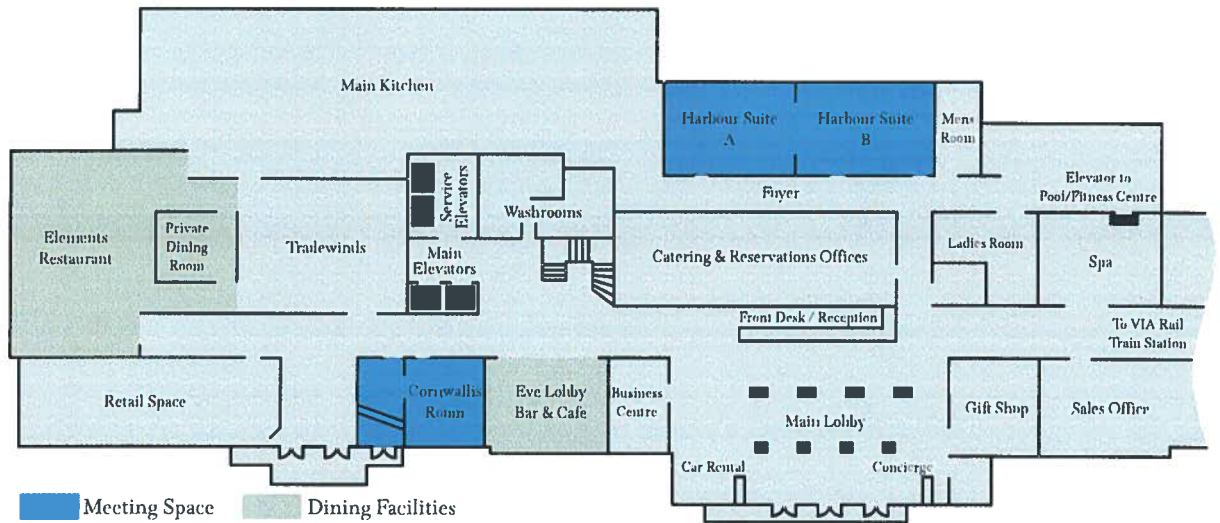 Main Kitchen
Harbour Suite
A
Harbour Suite
B
Mens
Room
Elevator to
Pool/Fitness Centre
Foyer
Service
Elevators
Washrooms
Elements
Restaurant
Private
Dining
Room
Tradewinds
Main
Elevators
Catering & Reservations Offices
Ladies Room
Spa
Front Desk / Reception
To VIA Rail
Train Station
Retail Space
Cornwallis
Room
Eve Lobby
Bar & Cafe
Business
Centre
Main Lobby
Gift Shop
Sales Office
Car Rental
Concierge
Meeting Space
Dining Facilities